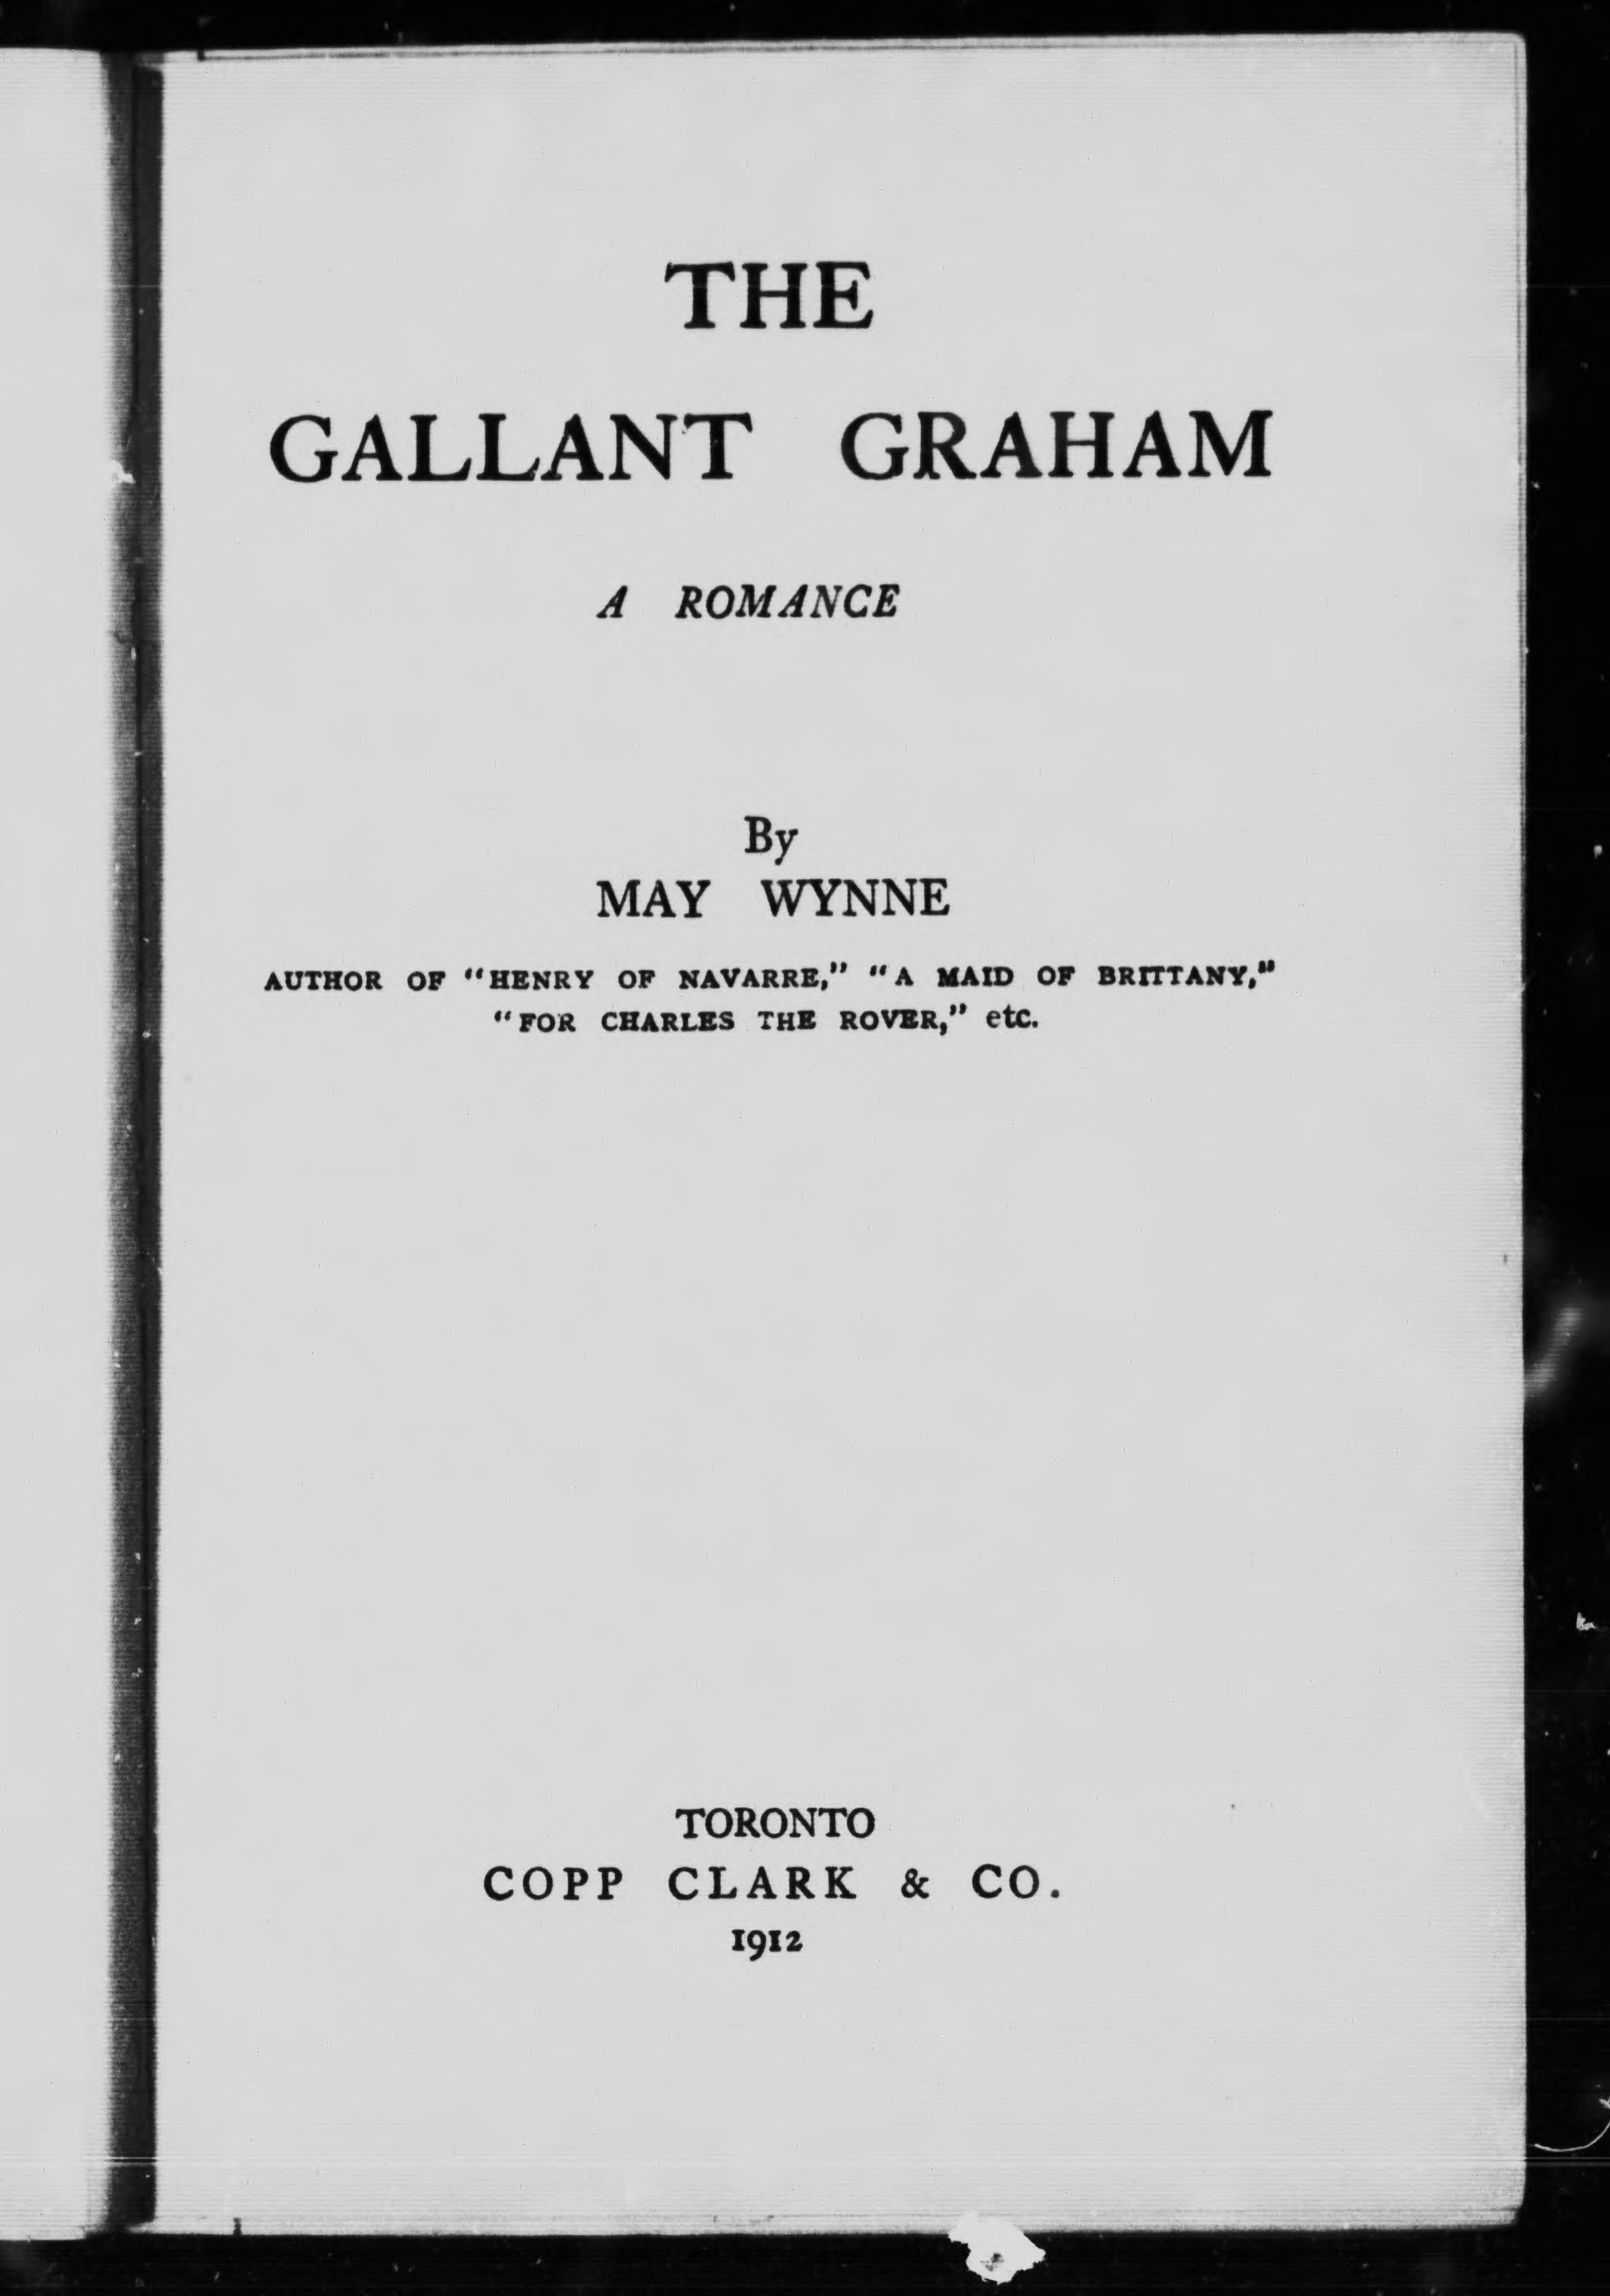 THE
GALLANT GRAHAM
A ROMANCE
By
MAY WYNNE
AUTHOR OF "HENRY OF NAVARRE," "A MAID OF BRITTANY,"
"FOR CHARLES THE ROVER," etc.
TORONTO
COPP CLARK & CO.
1912